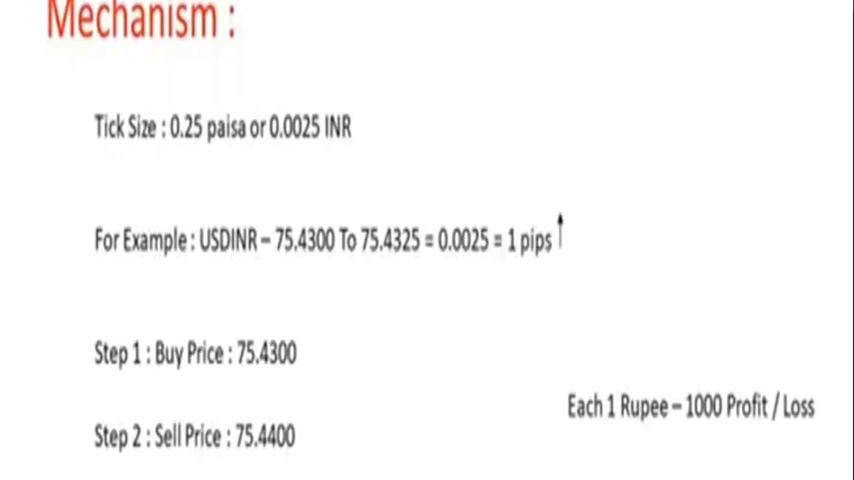 Mechanism :
Tick Size : 0.25 paisa or 0.0025 INR
For Example : USDINR – 75.4300 To 75.4325 = 0.0025 = 1 pips
Step 1 : Buy Price : 75.4300
Each 1 Rupee – 1000 Profit / Loss
Step 2 : Sell Price : 75.4400